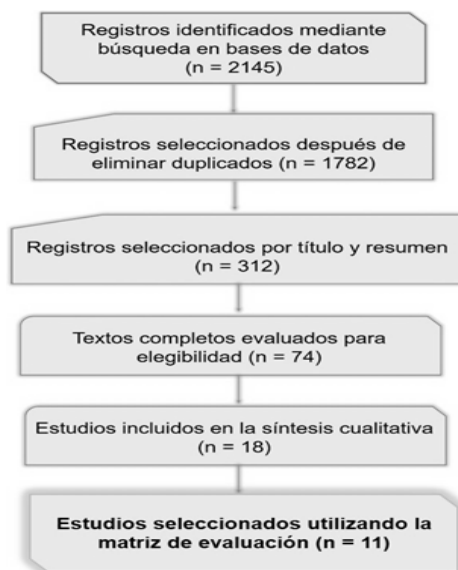 Registros identificados mediante
búsqueda en bases de datos
(n = 2145)
Registros seleccionados después de
eliminar duplicados (n = 1782)
Registros seleccionados por título y resumen
(n = 312)
Textos completos evaluados para
elegibilidad (n = 74)
Estudios incluidos en la síntesis cualitativa
(n = 18)
Estudios seleccionados utilizando la
matriz de evaluación (n = 11)